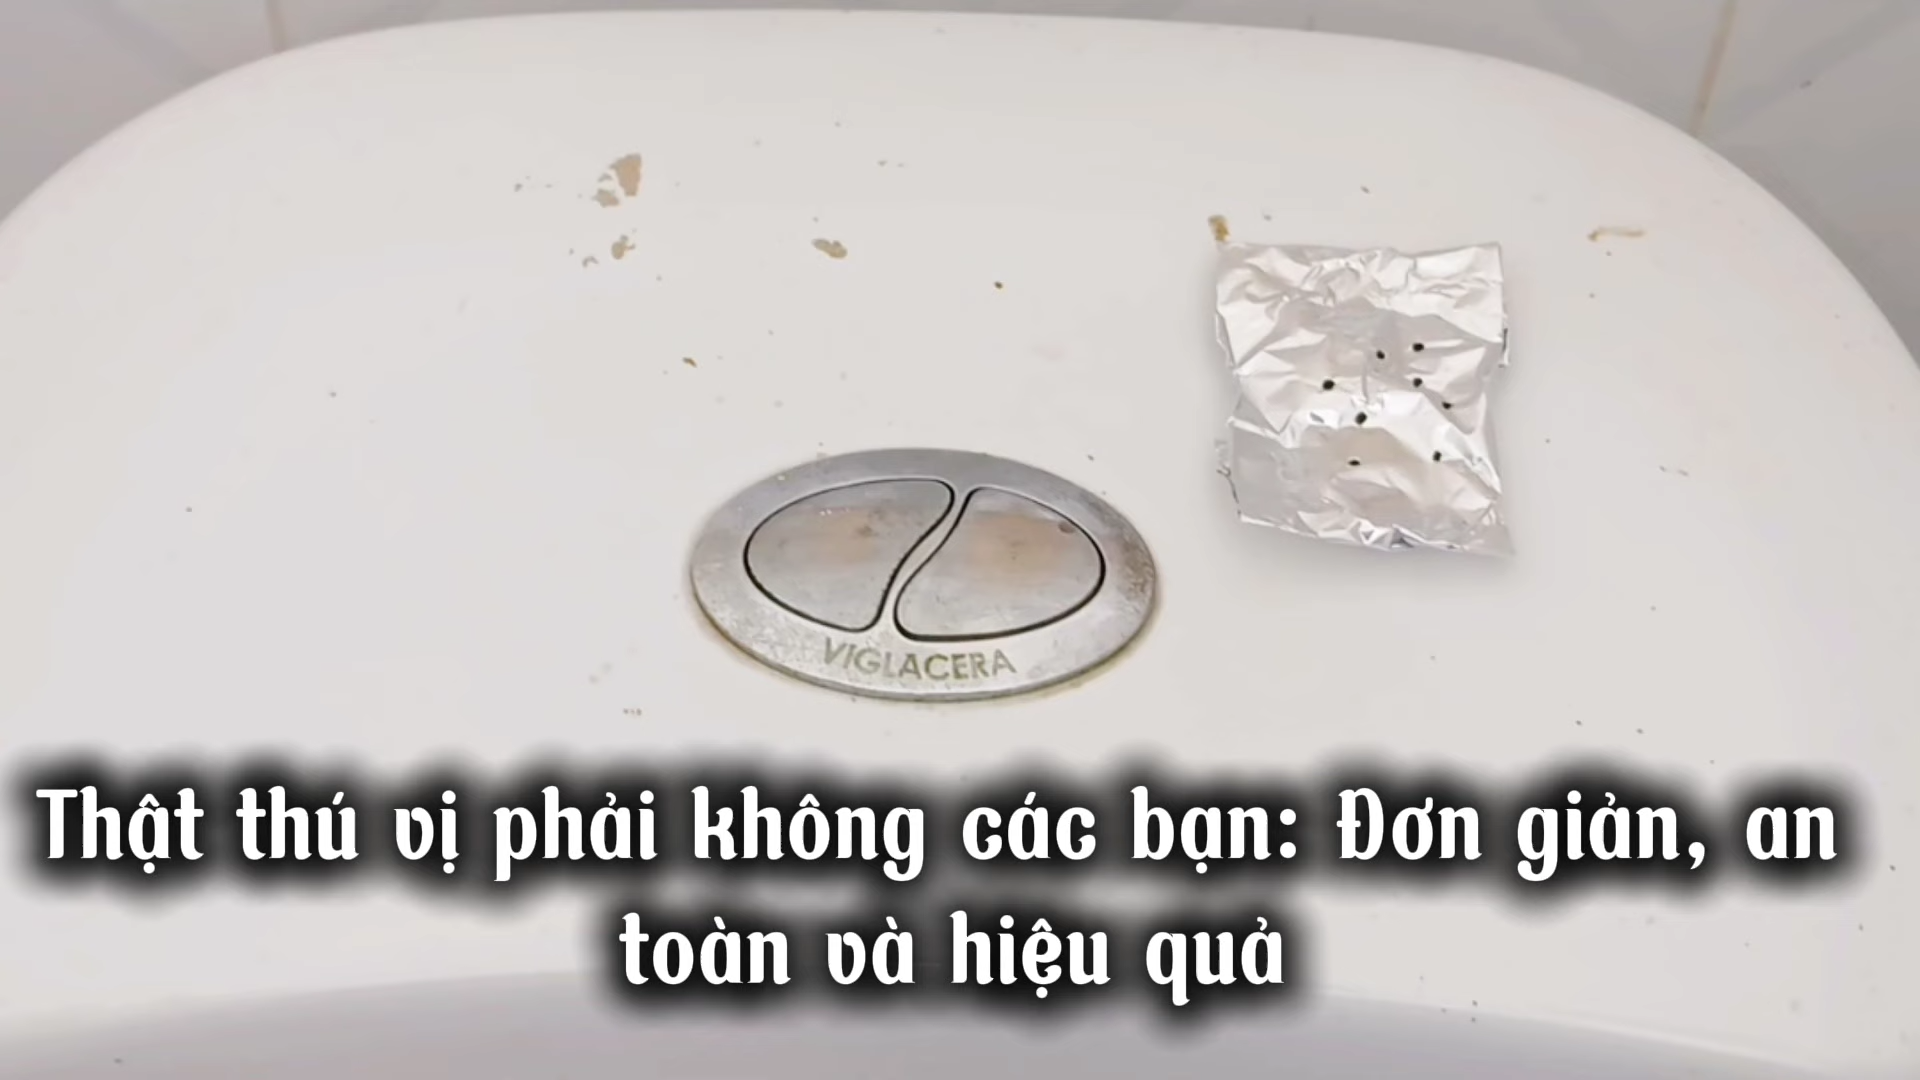 VIGLACERA
Thật thú vị phải không các bạn: Đơn giản, an
toàn và hiệu quả